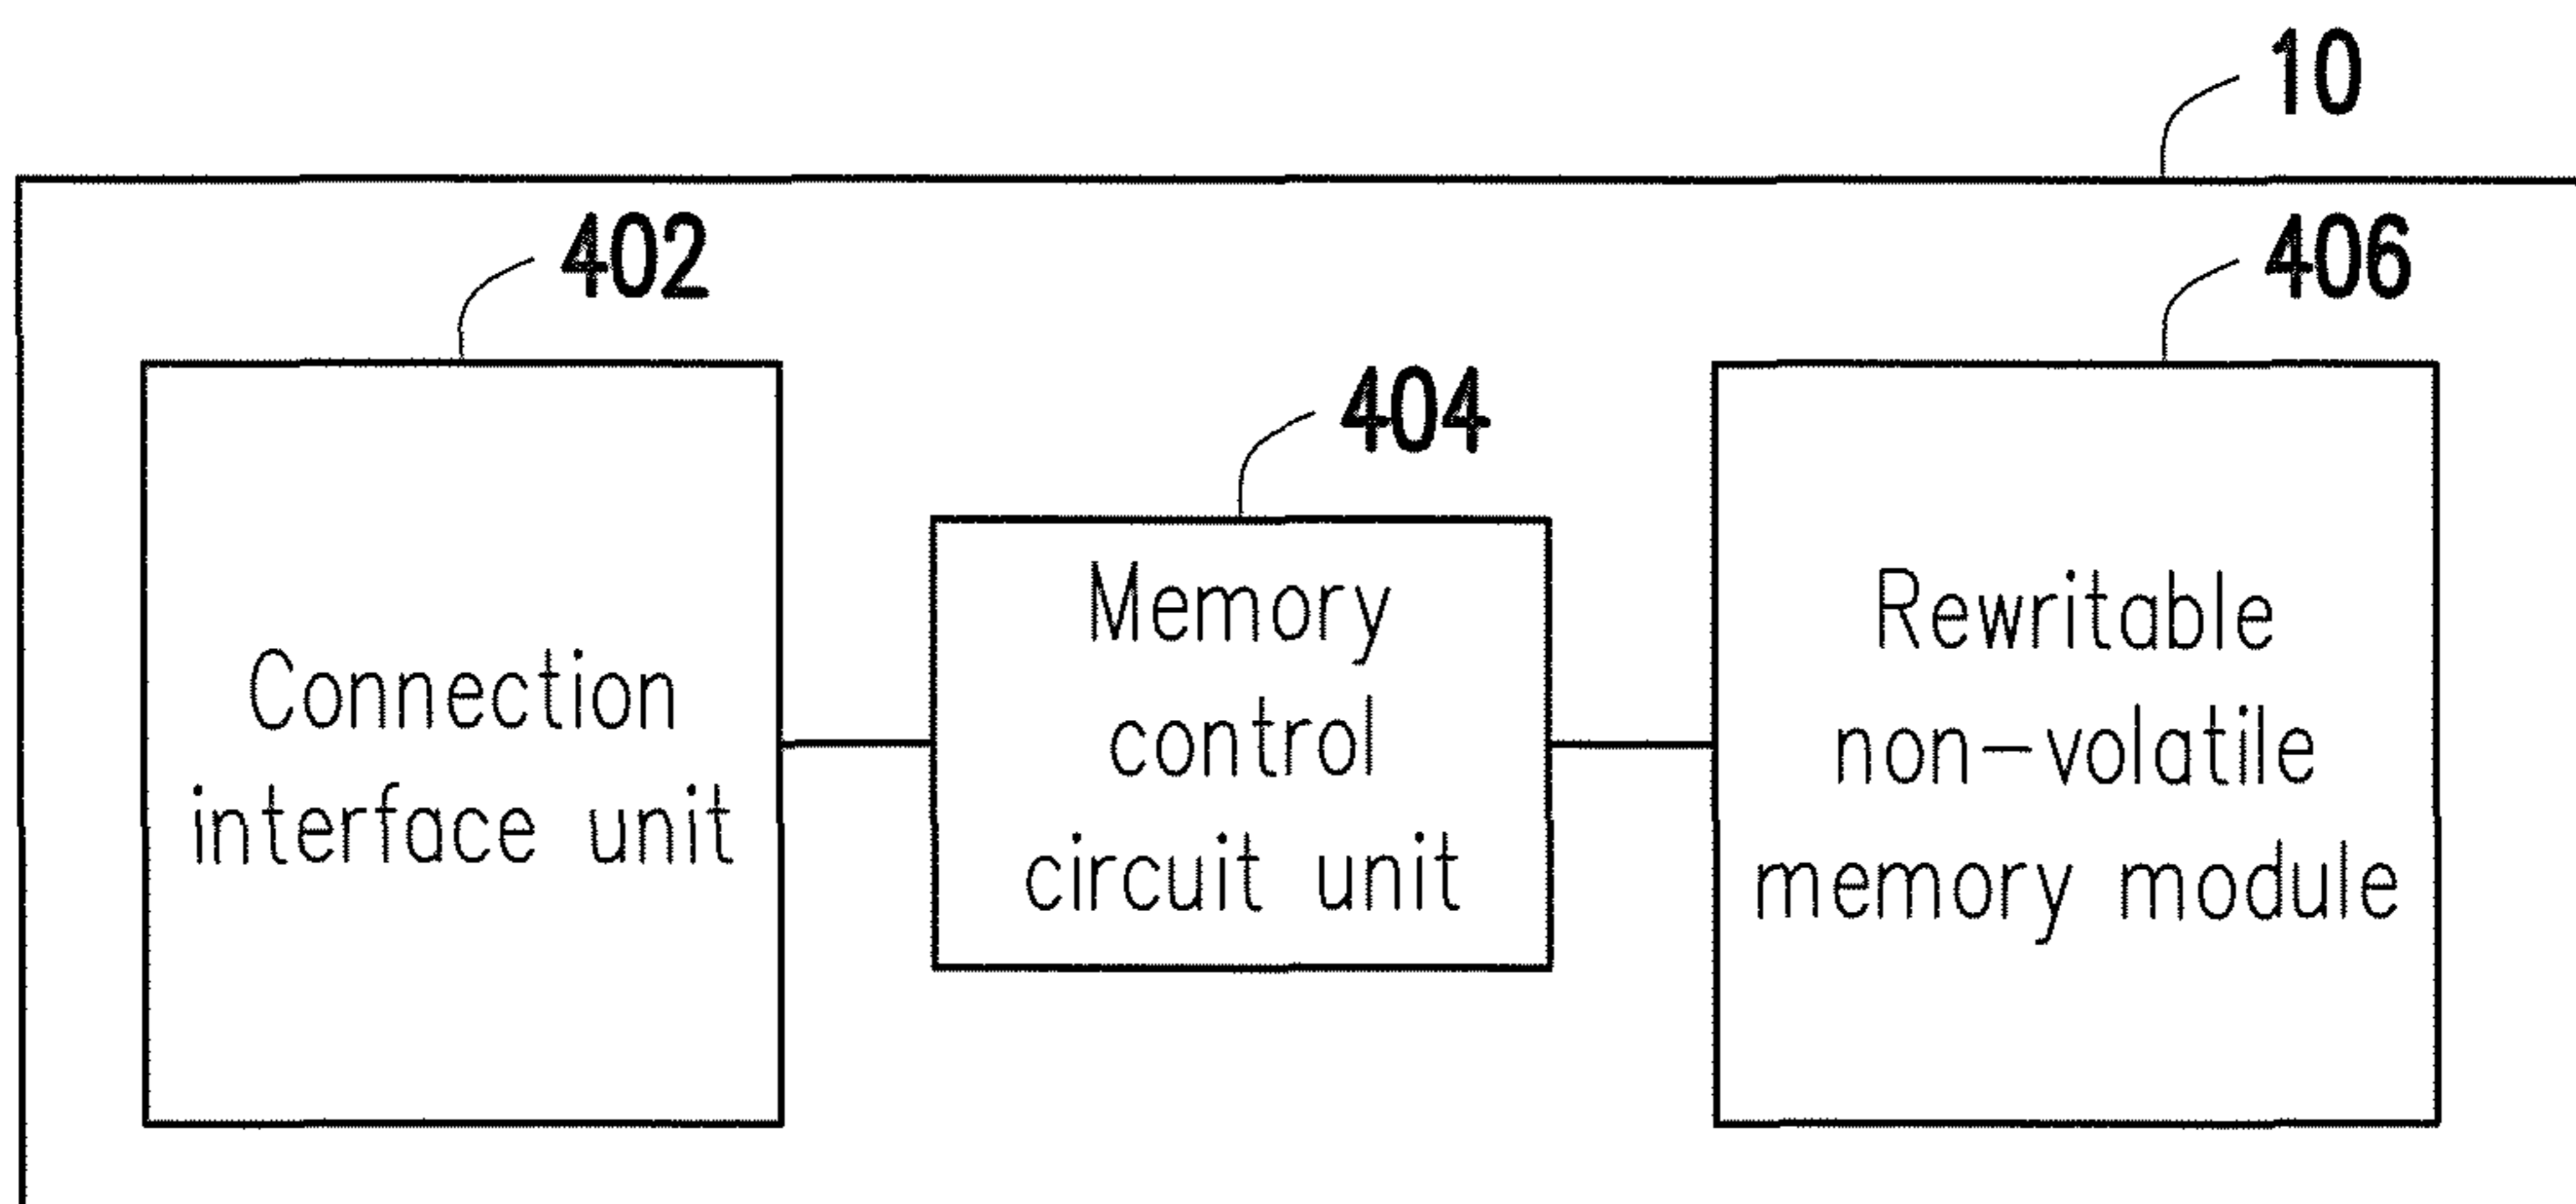 10
402
406
404
Connection
interface unit
Memory
control
circuit unit
Rewritable
non-volatile
memory module